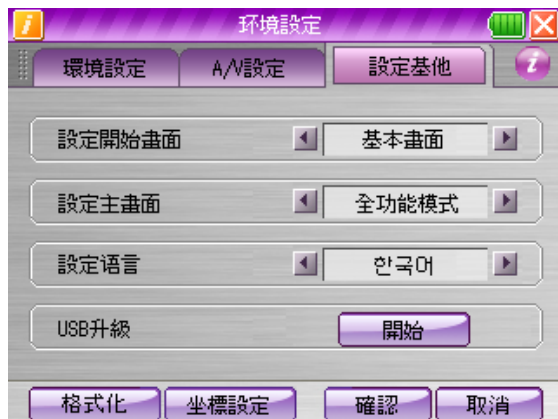 环境設定
環境設定 A/V設定 設定基他
設定開始畫面 基本畫面
設定主畫面 全功能模式
設定语言 한국어
USB升級 開始
格式化 坐標設定 確認 取消